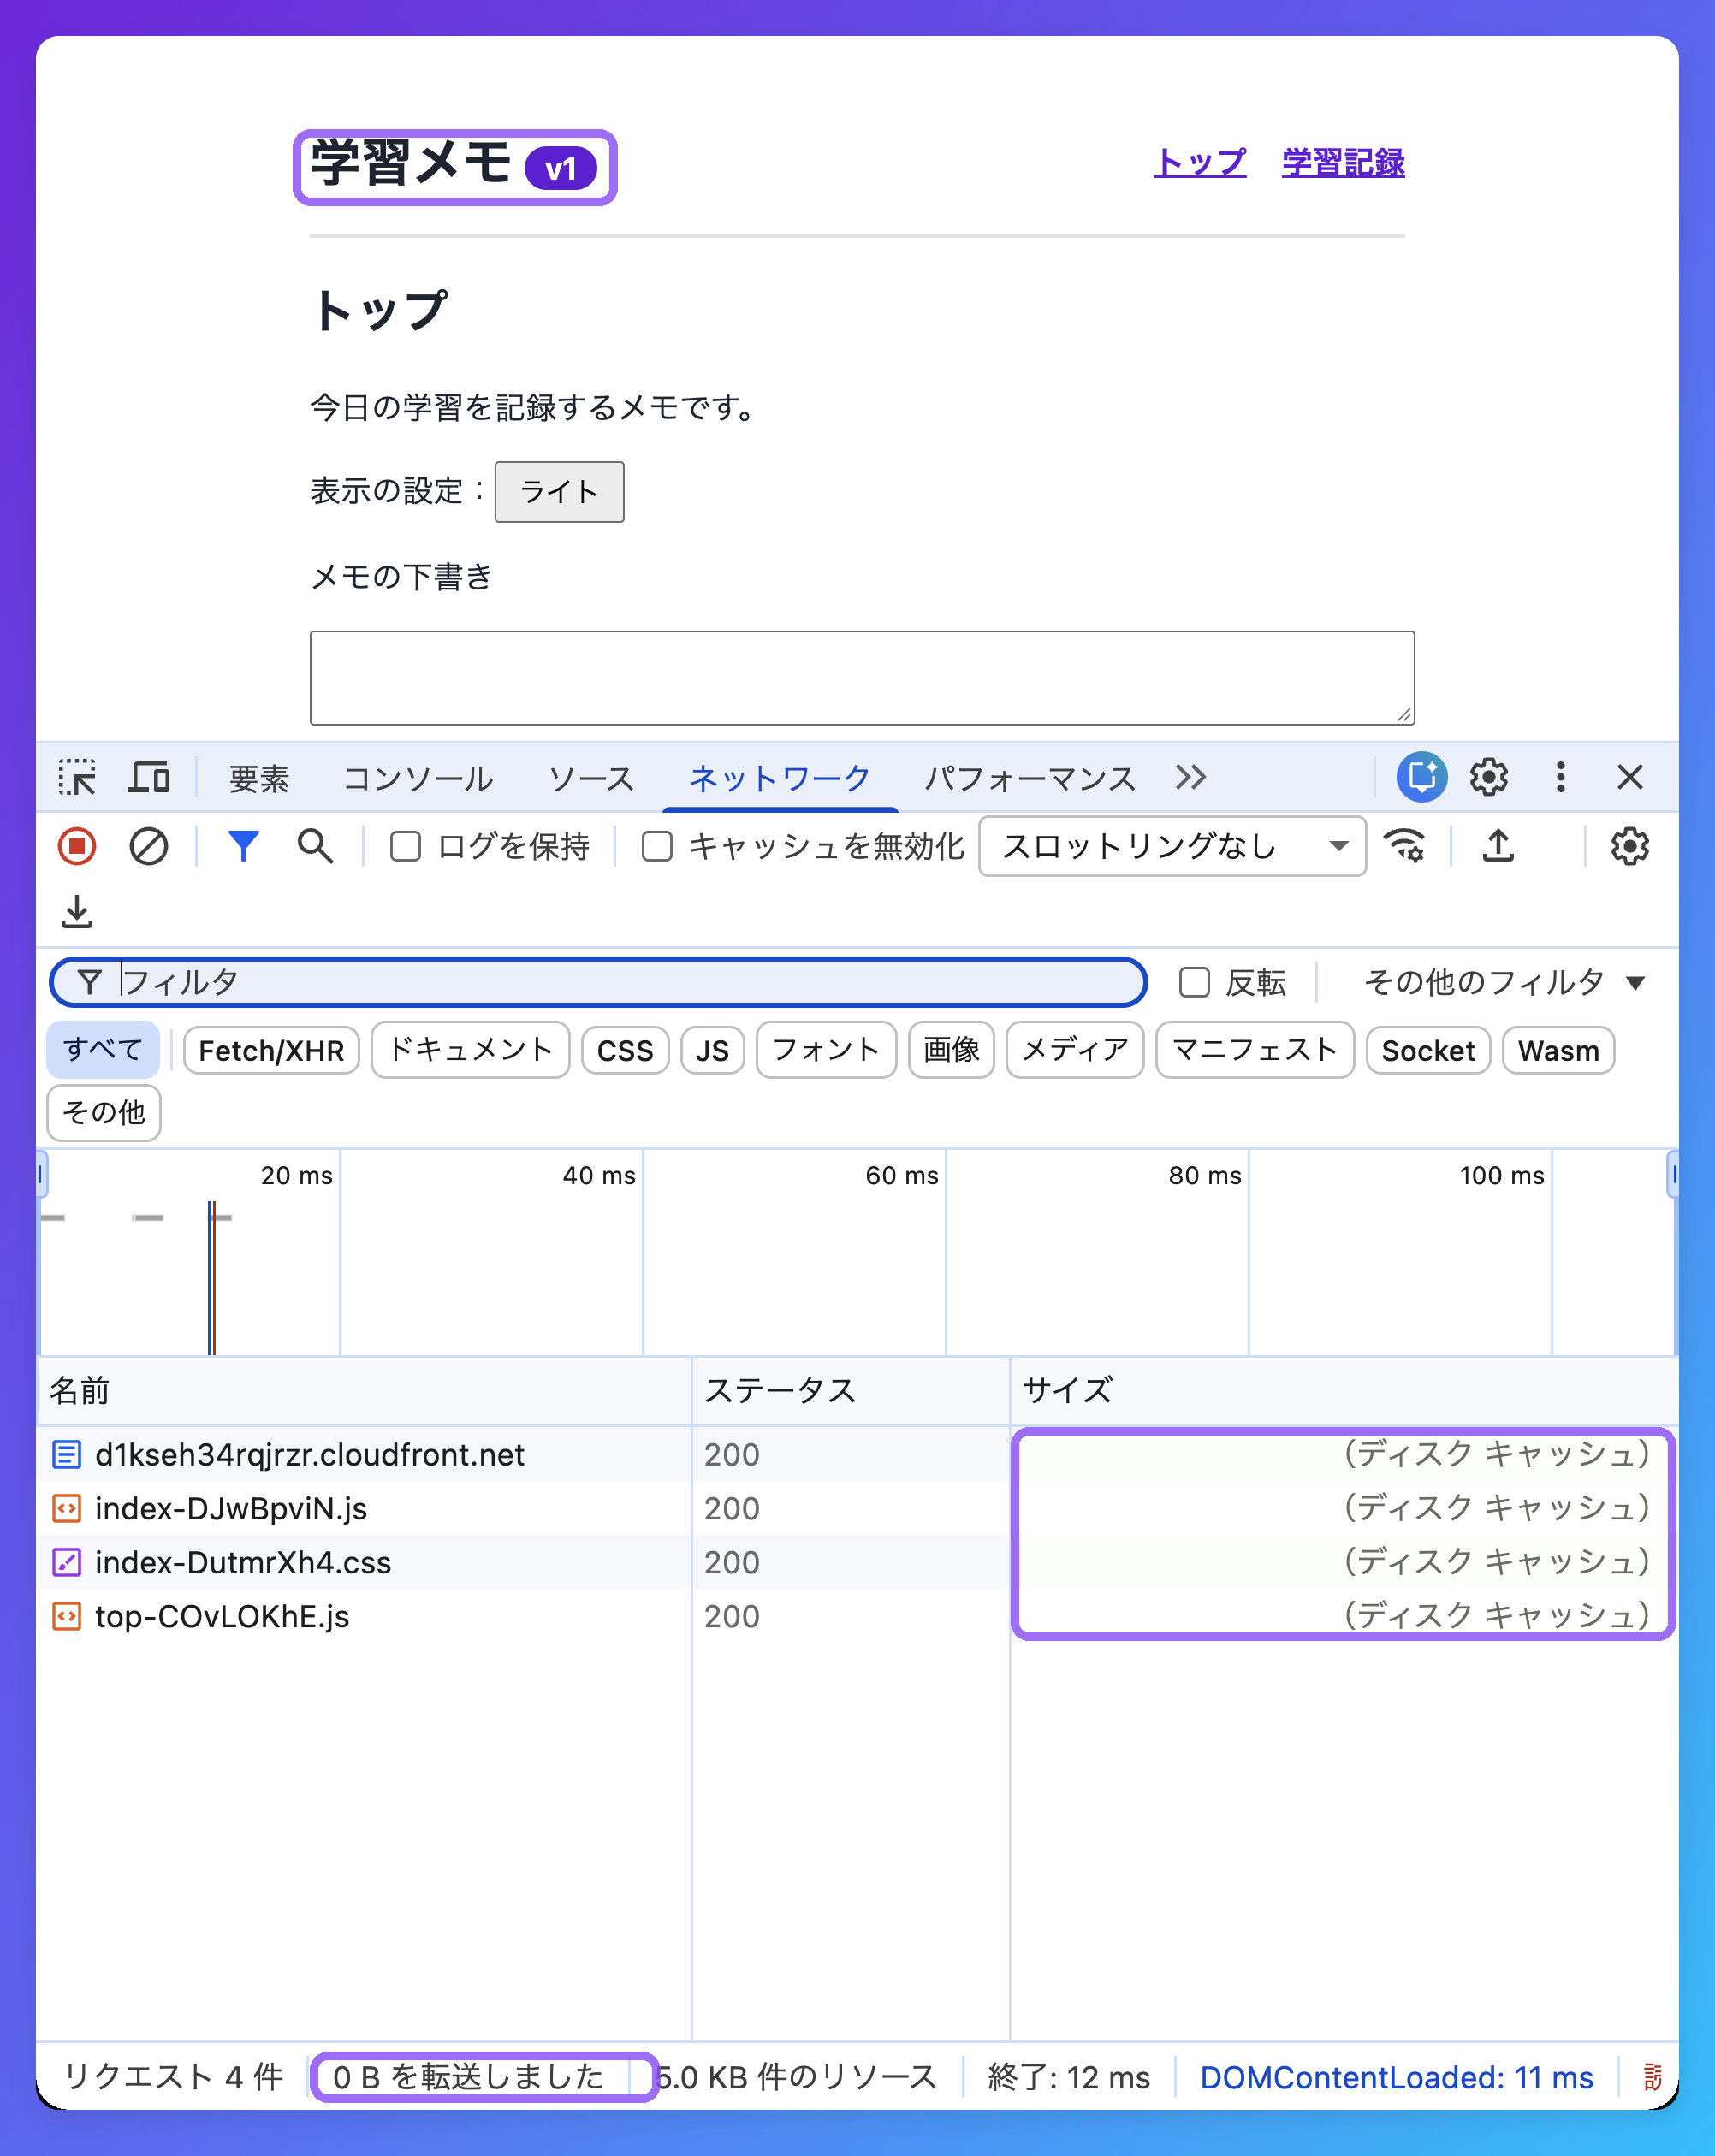 学習メモ v1 トップ 学習記録
トップ
今日の学習を記録するメモです。
表示の設定： ライト
メモの下書き
要素 コンソール ソース ネットワーク パフォーマンス
ログを保持 キャッシュを無効化 スロットリングなし
フィルタ 反転 その他のフィルタ
すべて Fetch/XHR ドキュメント CSS JS フォント 画像 メディア マニフェスト Socket Wasm
その他
20 ms 40 ms 60 ms 80 ms 100 ms
名前 ステータス サイズ
d1kseh34rqjrzr.cloudfront.net 200 （ディスク キャッシュ）
index-DJwBpviN.js 200 （ディスク キャッシュ）
index-DutmrXh4.css 200 （ディスク キャッシュ）
top-COvLOKhE.js 200 （ディスク キャッシュ）
リクエスト 4 件 0 B を転送しました 5.0 KB 件のリソース 終了: 12 ms DOMContentLoaded: 11 ms